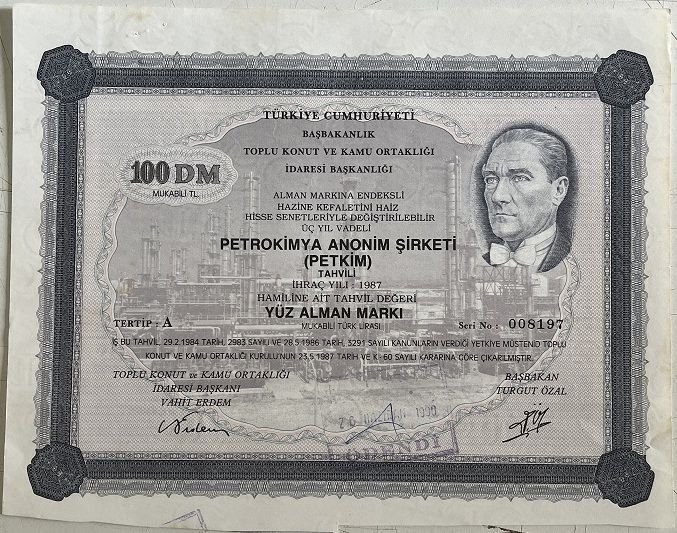 TÜRKİYE CUMHURİYETİ
BAŞBAKANLIK
TOPLU KONUT VE KAMU ORTAKLIĞI
İDARESİ BAŞKANLIĞI
100 DM
MUKABİLİ TL.
ALMAN MARKINA ENDEKSLİ
HAZİNE KEFALETİNİ HAİZ
HİSSE SENETLERİYLE DEĞİŞTİRİLEBİLİR
ÜÇ YIL VADELİ
PETROKİMYA ANONİM ŞİRKETİ
(PETKİM)
TAHVİLİ
İHRAÇ YILI : 1987
HAMİLİNE AİT TAHVİL DEĞERİ
YÜZ ALMAN MARKI
MUKABİLİ TÜRK LİRASI
TERTİP : A
Seri No : 008197
İŞ BU TAHVİL, 29.2.1984 TARİH, 2983 SAYILI VE 28.5.1986 TARİH, 3291 SAYILI KANUNLARIN VERDİĞİ YETKİYE MÜSTENİD TOPLU
KONUT VE KAMU ORTAKLIĞI KURULU'NUN 23.5.1987 TARİH VE K-60 SAYILI KARARINA GÖRE ÇIKARILMIŞTIR.
TOPLU KONUT ve KAMU ORTAKLIĞI
İDARESİ BAŞKANI
VAHİT ERDEM
BAŞBAKAN
TURGUT ÖZAL
1990
ÖDENDİ